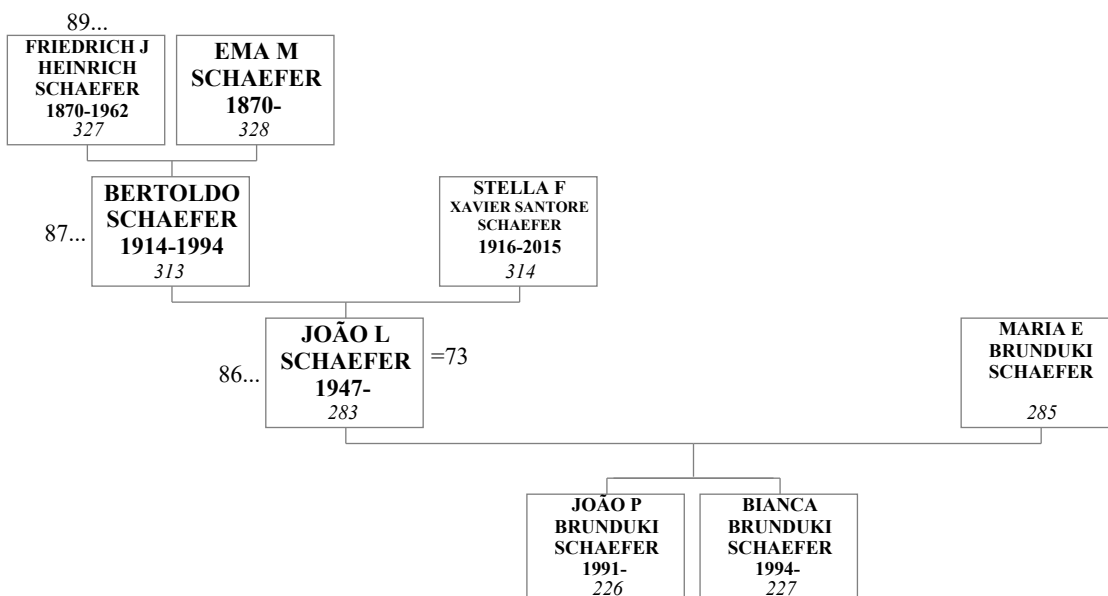 89...
FRIEDRICH J
HEINRICH
SCHAEFER
1870-1962
327
EMA M
SCHAEFER
1870-
328
87...
BERTOLDO
SCHAEFER
1914-1994
313
STELLA F
XAVIER SANTORE
SCHAEFER
1916-2015
314
86...
JOÃO L
SCHAEFER
1947-
283
=73
MARIA E
BRUNDUKI
SCHAEFER
285
JOÃO P
BRUNDUKI
SCHAEFER
1991-
226
BIANCA
BRUNDUKI
SCHAEFER
1994-
227